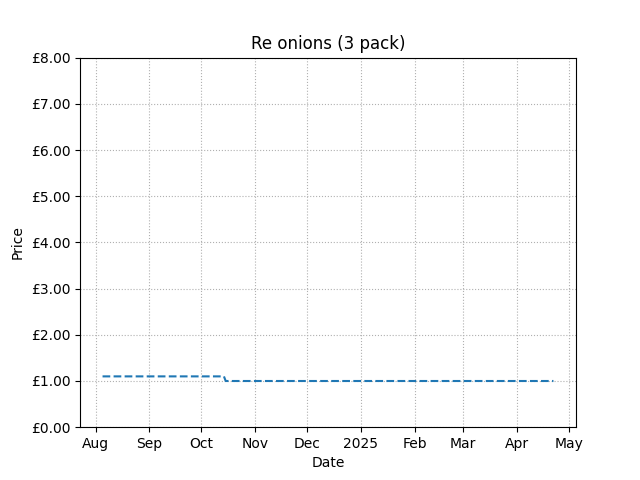 Re onions (3 pack)
£8.00
£7.00
£6.00
£5.00
£4.00
£3.00
£2.00
£1.00
£0.00
Price
Aug Sep Oct Nov Dec 2025 Feb Mar Apr May
Date